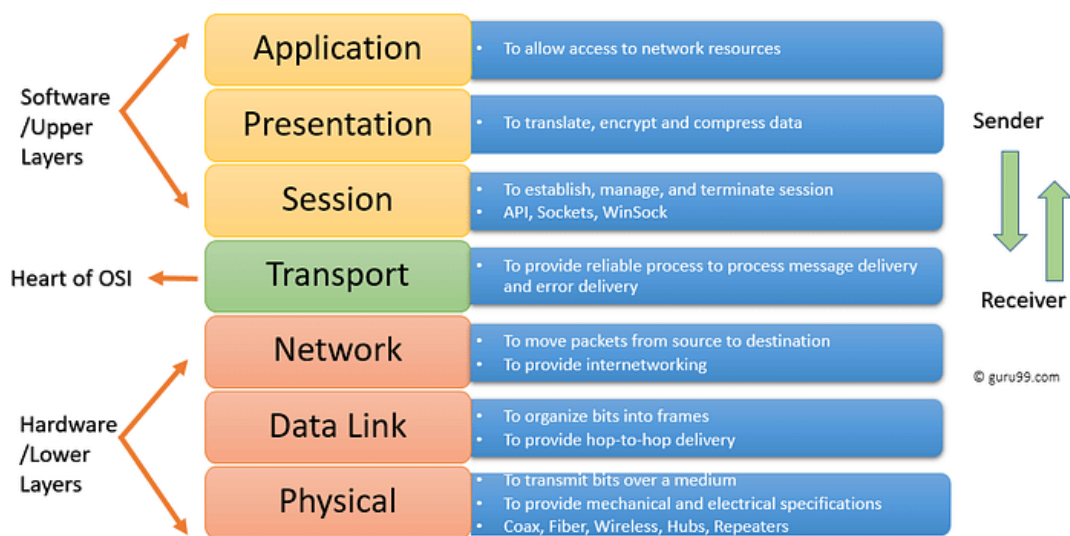 Application
• To allow access to network resources
Software
/Upper
Layers
Presentation
• To translate, encrypt and compress data
Sender
Session
• To establish, manage, and terminate session
• API, Sockets, WinSock
Heart of OSI
Transport
• To provide reliable process to process message delivery
and error delivery
Receiver
Network
• To move packets from source to destination
• To provide internetworking
© guru99.com
Hardware
/Lower
Layers
Data Link
• To organize bits into frames
• To provide hop-to-hop delivery
Physical
• To transmit bits over a medium
• To provide mechanical and electrical specifications
• Coax, Fiber, Wireless, Hubs, Repeaters